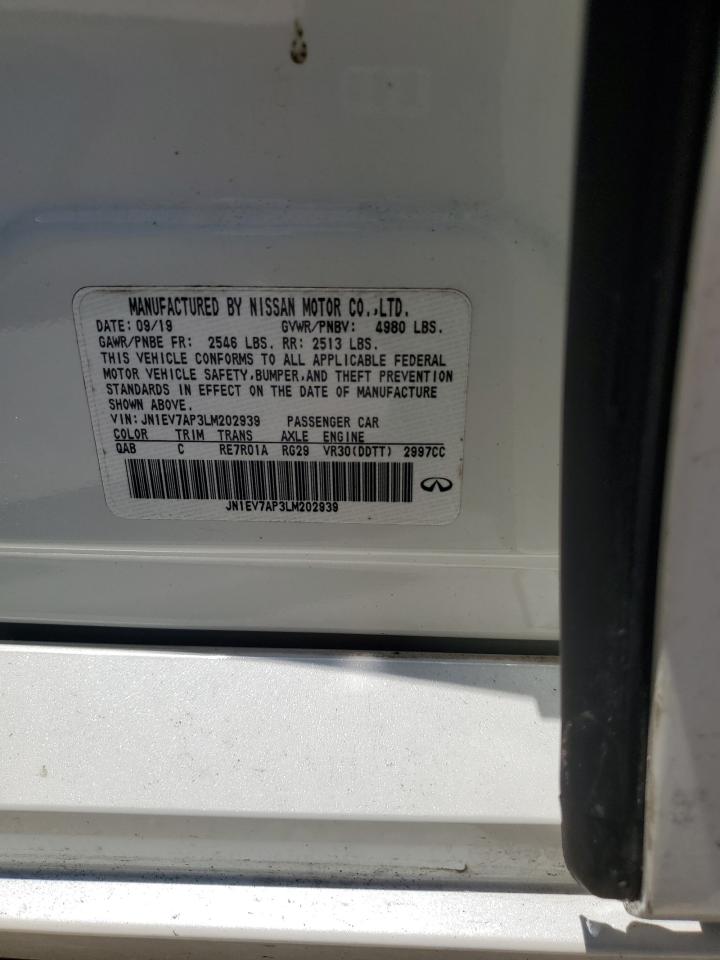 MANUFACTURED BY NISSAN MOTOR CO.,LTD.
DATE: 09/19 GVWR/PNBV: 4980 LBS.
GAWR/PNBE FR: 2546 LBS. RR: 2513 LBS.
THIS VEHICLE CONFORMS TO ALL APPLICABLE FEDERAL
MOTOR VEHICLE SAFETY,BUMPER,AND THEFT PREVENTION
STANDARDS IN EFFECT ON THE DATE OF MANUFACTURE
SHOWN ABOVE.
VIN:JN1EV7AP3LM202939 PASSENGER CAR
COLOR TRIM TRANS AXLE ENGINE
QAB C RE7R01A RG29 VR30(DDTT) 2997CC
JN1EV7AP3LM202939